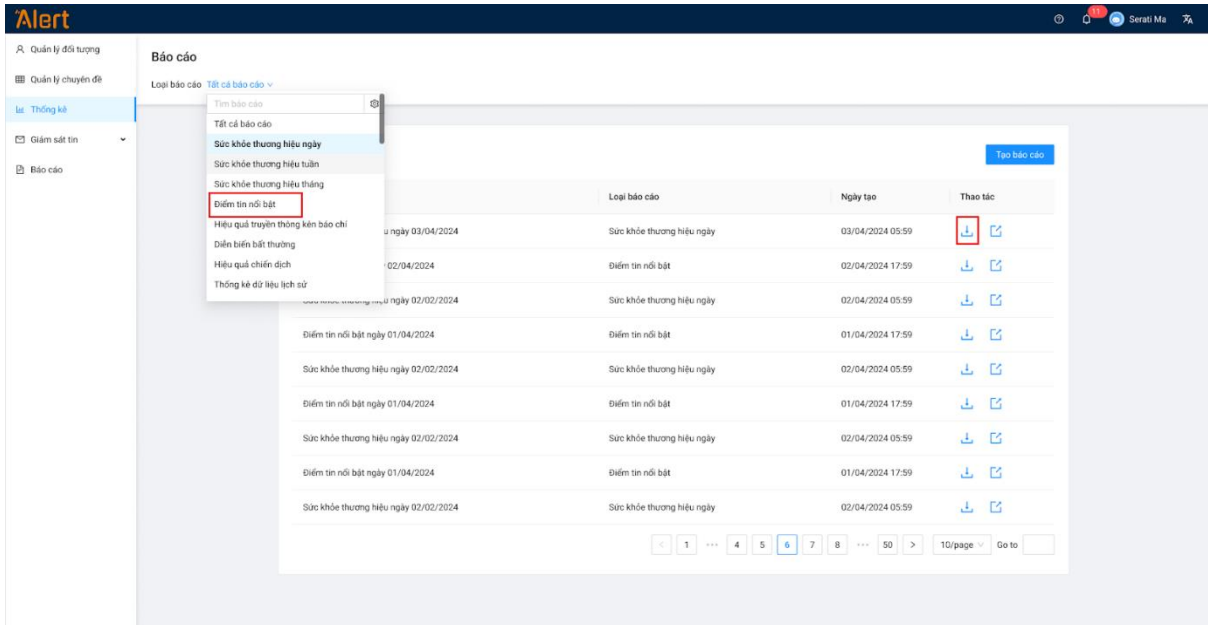 Alert
11
Serati Ma
Quản lý đối tượng
Quản lý chuyên đề
Thống kê
Giám sát tin
Báo cáo
Báo cáo
Loại báo cáo Tất cả báo cáo
Tìm báo cáo
Tất cả báo cáo
Sức khỏe thương hiệu ngày
Sức khỏe thương hiệu tuần
Sức khỏe thương hiệu tháng
Điểm tin nổi bật
Hiệu quả truyền thông kên báo chí
Diễn biến bất thường
Hiệu quả chiến dịch
Thống kê dữ liệu lịch sử
Tạo báo cáo
Loại báo cáo Ngày tạo Thao tác
ngày 03/04/2024 Sức khỏe thương hiệu ngày 03/04/2024 05:59
02/04/2024 Điểm tin nổi bật 02/04/2024 17:59
ngày 02/02/2024 Sức khỏe thương hiệu ngày 02/04/2024 05:59
Điểm tin nổi bật ngày 01/04/2024 Điểm tin nổi bật 01/04/2024 17:59
Sức khỏe thương hiệu ngày 02/02/2024 Sức khỏe thương hiệu ngày 02/04/2024 05:59
Điểm tin nổi bật ngày 01/04/2024 Điểm tin nổi bật 01/04/2024 17:59
Sức khỏe thương hiệu ngày 02/02/2024 Sức khỏe thương hiệu ngày 02/04/2024 05:59
Điểm tin nổi bật ngày 01/04/2024 Điểm tin nổi bật 01/04/2024 17:59
Sức khỏe thương hiệu ngày 02/02/2024 Sức khỏe thương hiệu ngày 02/04/2024 05:59
< 1 ··· 4 5 6 7 8 ··· 50 > 10/page Go to